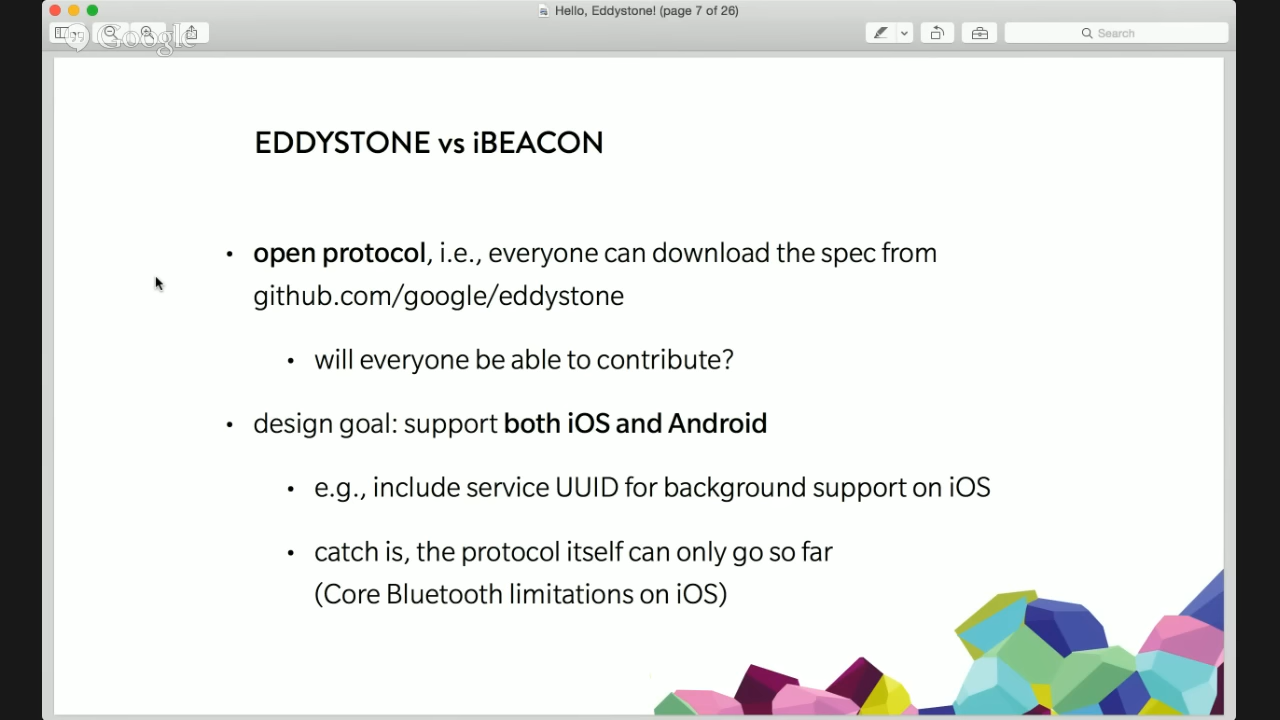 Hello, Eddystone! (page 7 of 26)
Google
Search
EDDYSTONE vs iBEACON
• open protocol, i.e., everyone can download the spec from
github.com/google/eddystone
• will everyone be able to contribute?
• design goal: support both iOS and Android
• e.g., include service UUID for background support on iOS
• catch is, the protocol itself can only go so far
(Core Bluetooth limitations on iOS)